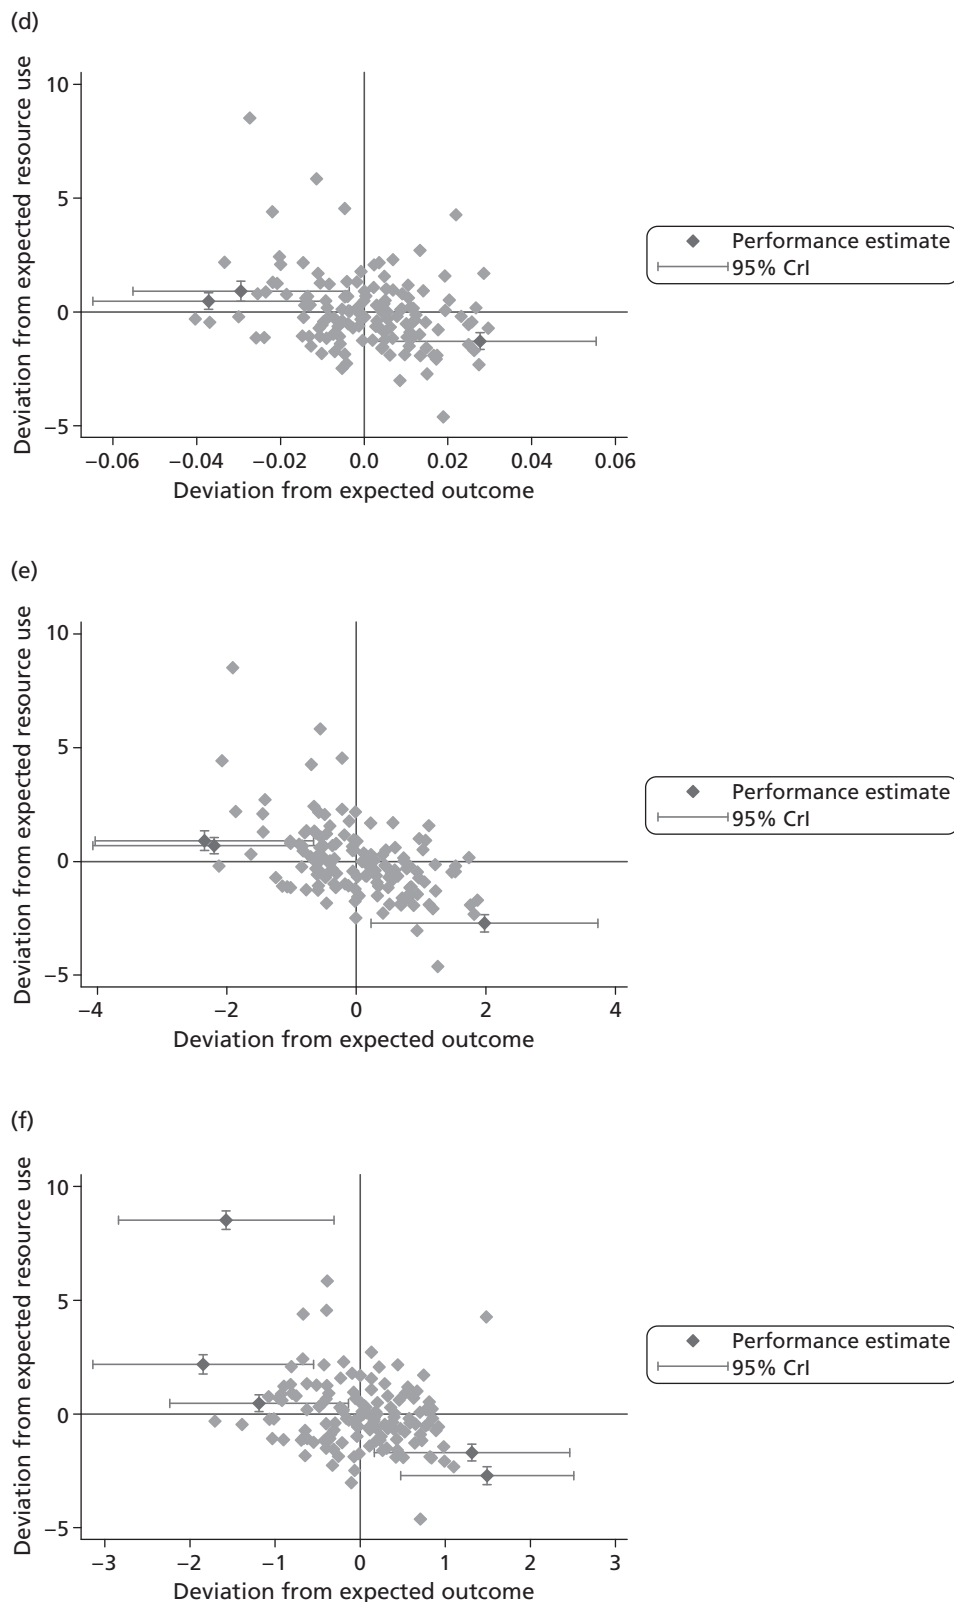 (d)
Deviation from expected resource use
10
5
0
−5
−0.06
−0.04
−0.02
0.0
0.02
0.04
0.06
Deviation from expected outcome
Performance estimate
95% CrI
(e)
Deviation from expected resource use
10
5
0
−5
−4
−2
0
2
4
Deviation from expected outcome
Performance estimate
95% CrI
(f)
Deviation from expected resource use
10
5
0
−5
−3
−2
−1
0
1
2
3
Deviation from expected outcome
Performance estimate
95% CrI